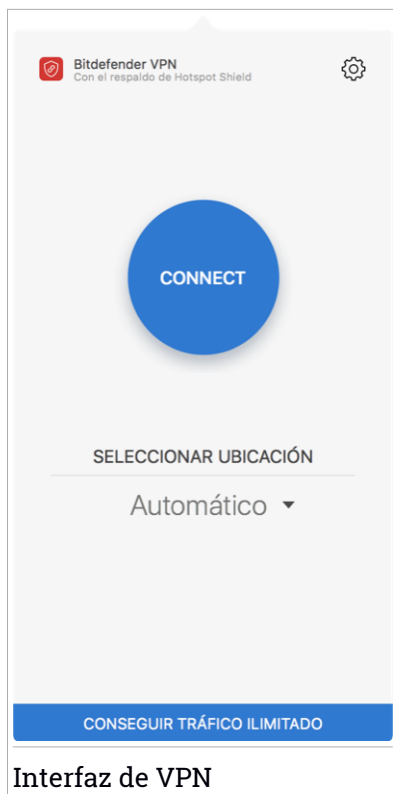 Bitdefender VPN
Con el respaldo de Hotspot Shield
CONNECT
SELECCIONAR UBICACIÓN
Automático
CONSEGUIR TRÁFICO ILIMITADO
Interfaz de VPN